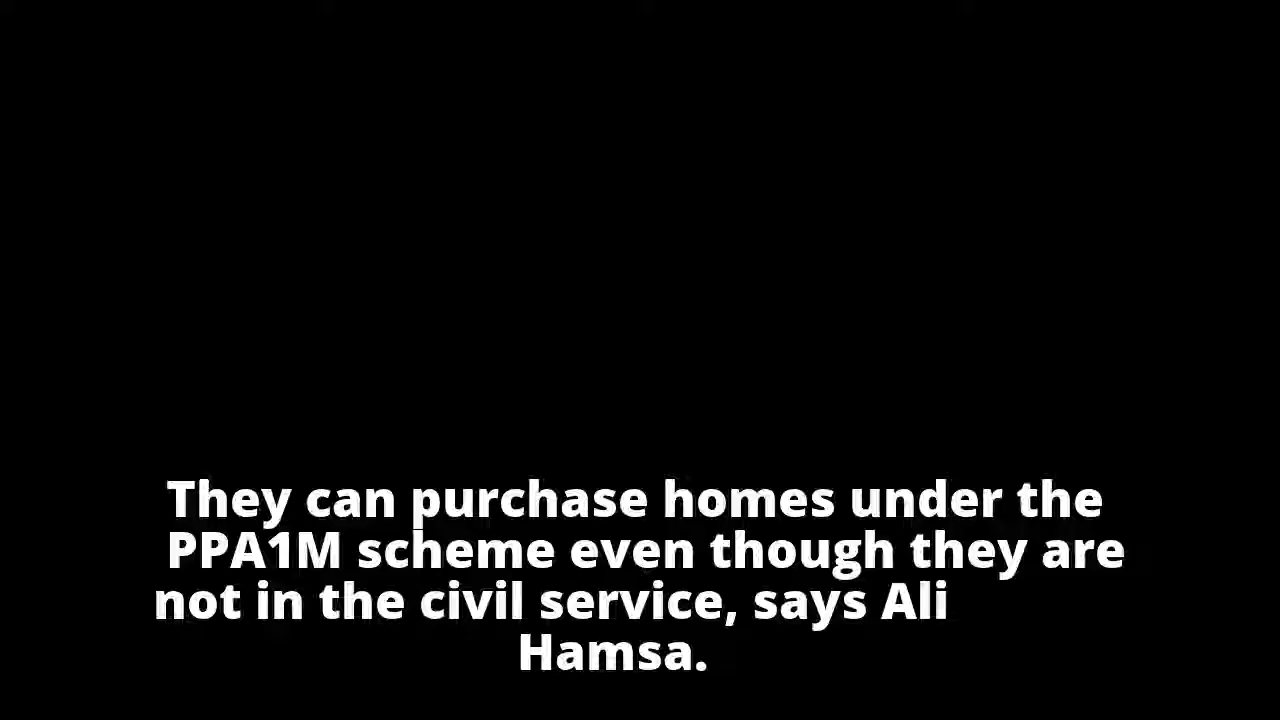 They can purchase homes under the
PPA1M scheme even though they are
not in the civil service, says Ali
Hamsa.